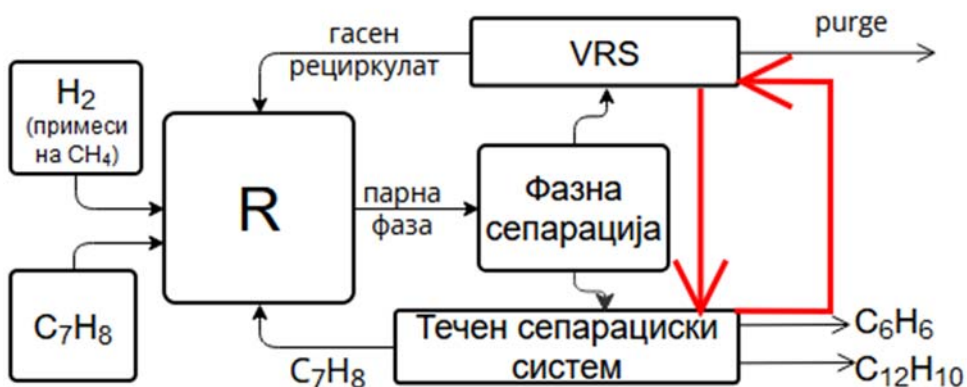 гасен
рециркулат
VRS
purge
H2
(примеси
на CH4)
R
парна
фаза
Фазна
сепарација
C7H8
C7H8
Течен сепарациски
систем
C6H6
C12H10